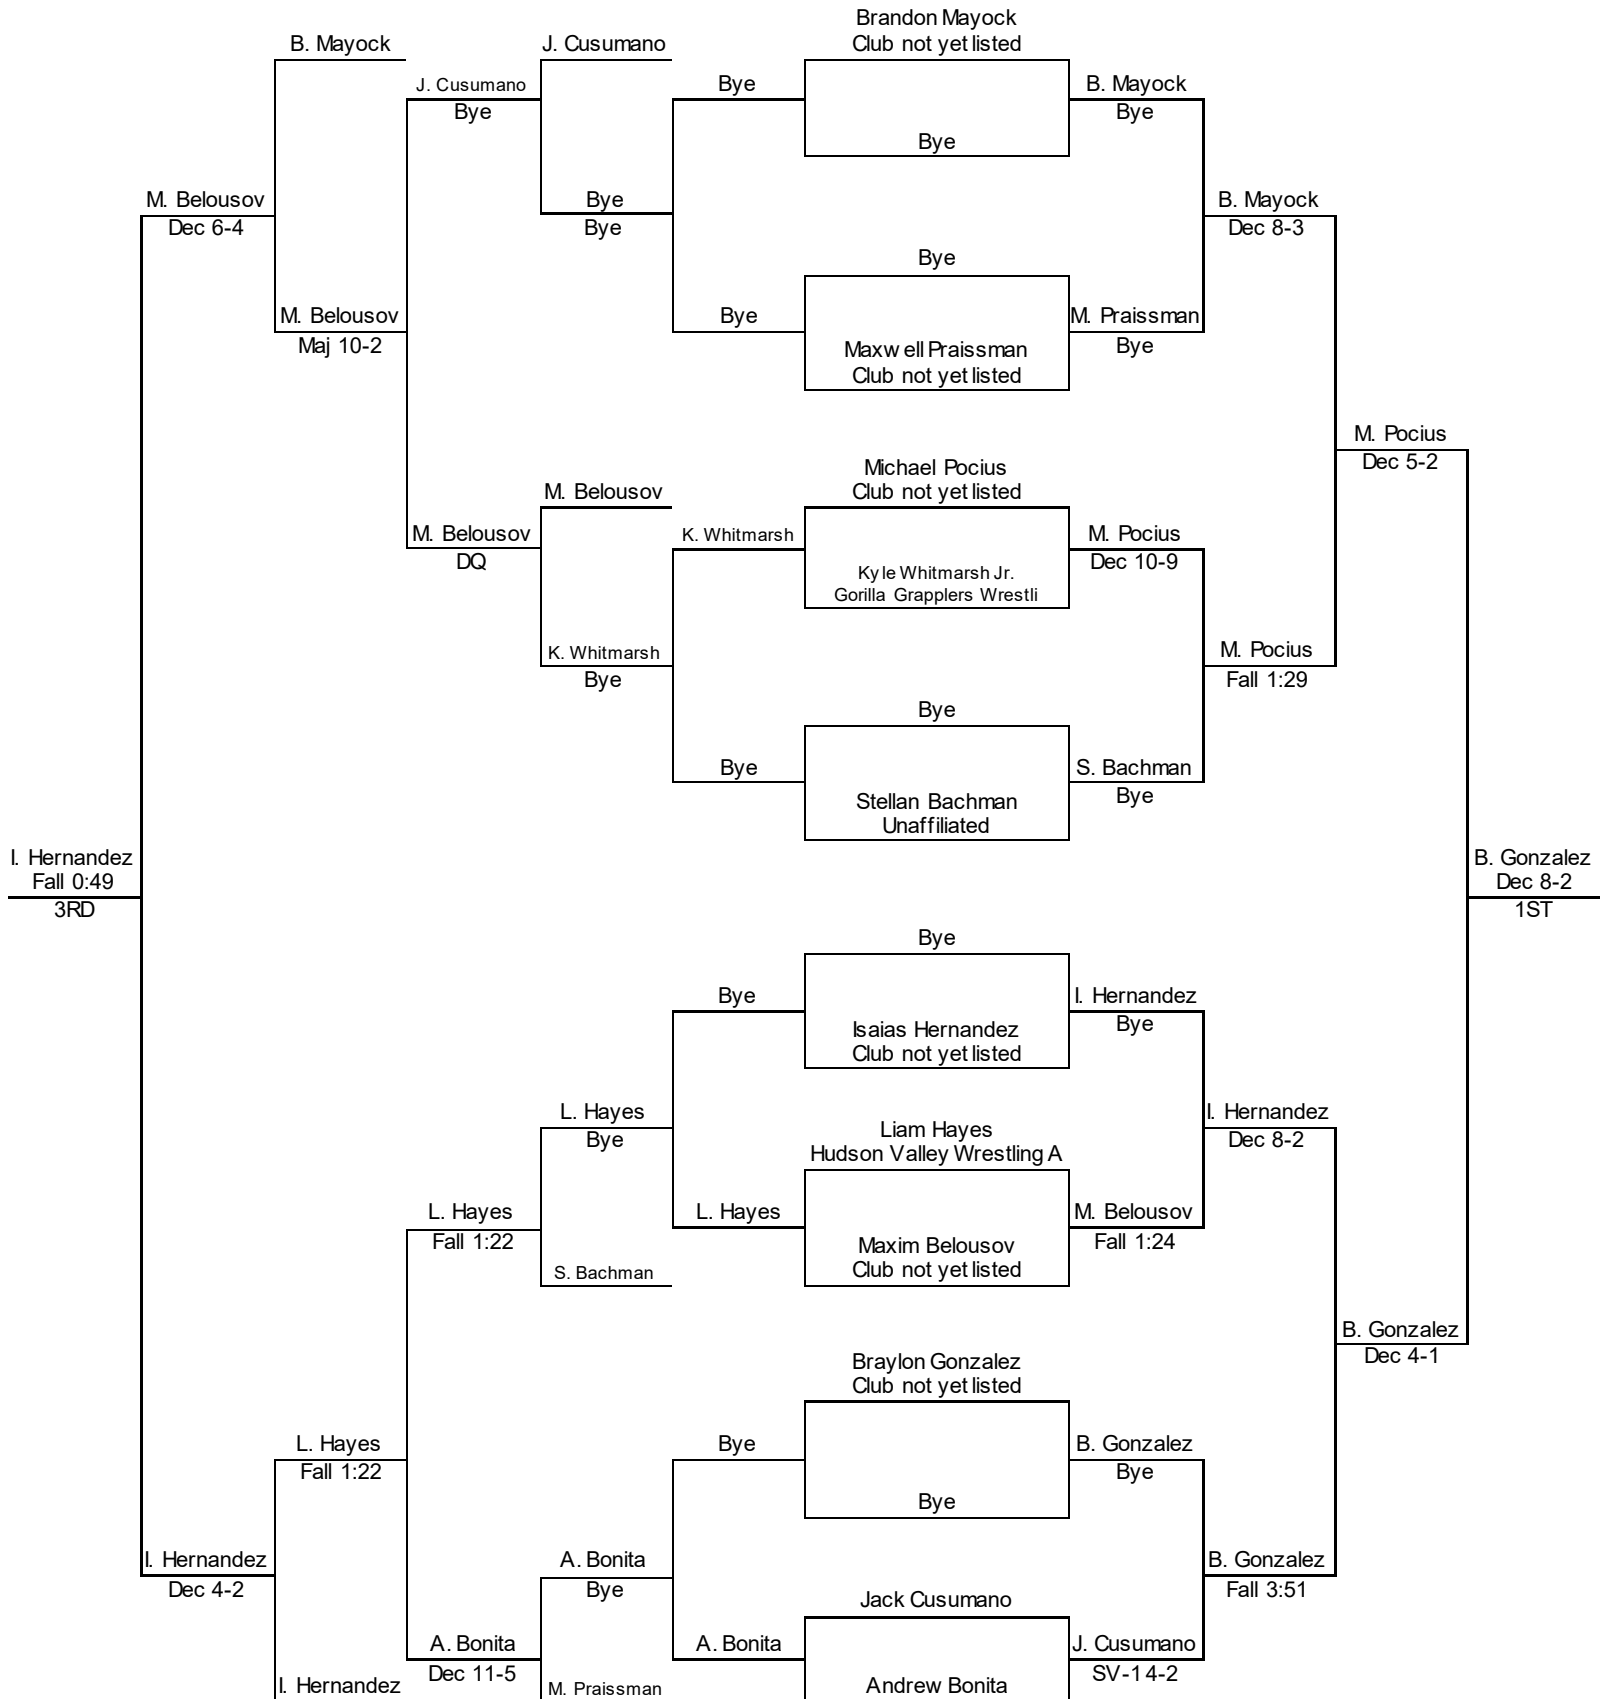 Brandon Mayock
B. Mayock
J. Cusumano
Club not yet listed
J. Cusumano
Bye
B. Mayock
Bye
Bye
Bye
M. Belousov
Bye
B. Mayock
Dec 6-4
Bye
Dec 8-3
Bye
M. Belousov
Bye
M. Praissman
Maj 10-2
Maxwell Praissman
Bye
Club not yet listed
M. Pocius
Dec 5-2
Michael Pocius
M. Belousov
Club not yet listed
M. Belousov
K. Whitmarsh
M. Pocius
DQ
Dec 10-9
Kyle Whitmarsh Jr.
Gorilla Grapplers Wrestli
K. Whitmarsh
M. Pocius
Bye
Fall 1:29
Bye
Bye
S. Bachman
Stellan Bachman
Bye
Unaffiliated
I. Hernandez
B. Gonzalez
Fall 0:49
Dec 8-2
3RD
1ST
Bye
Bye
I. Hernandez
Isaias Hernandez
Bye
Club not yet listed
L. Hayes
I. Hernandez
Bye
Liam Hayes
Dec 8-2
Hudson Valley Wrestling A
L. Hayes
L. Hayes
M. Belousov
Fall 1:22
Maxim Belousov
Fall 1:24
S. Bachman
Club not yet listed
B. Gonzalez
Dec 4-1
Braylon Gonzalez
Club not yet listed
L. Hayes
Bye
B. Gonzalez
Fall 1:22
Bye
Bye
I. Hernandez
A. Bonita
B. Gonzalez
Dec 4-2
Bye
Fall 3:51
Jack Cusumano
A. Bonita
A. Bonita
J. Cusumano
Dec 11-5
SV-1 4-2
I. Hernandez
M. Praissman
Andrew Bonita